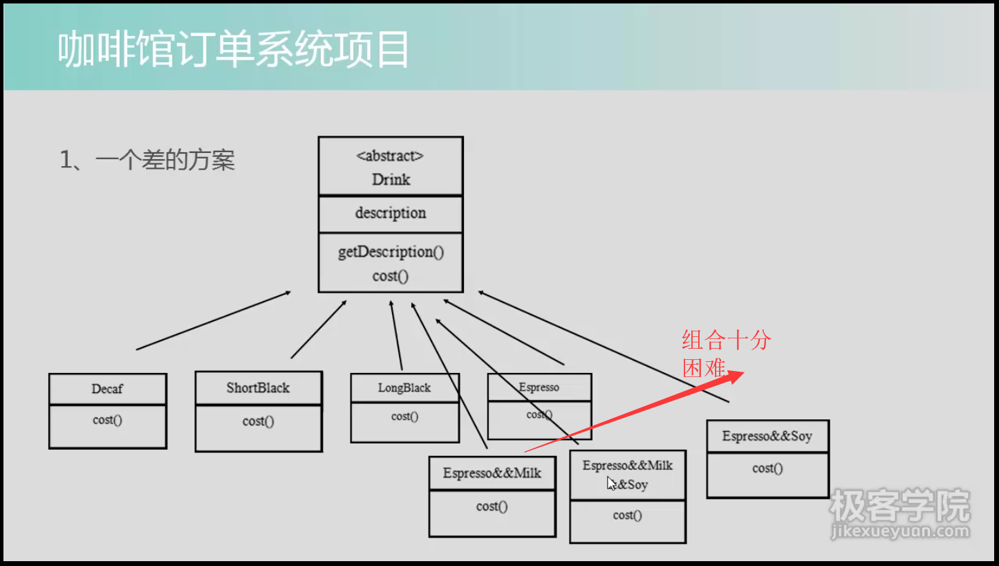 咖啡馆订单系统项目
1、一个差的方案
<abstract>
Drink
description
getDescription()
cost()
组合十分
困难
Decaf
cost()
ShortBlack
cost()
LongBlack
cost()
Espresso
cost()
Espresso&&Milk
cost()
Espresso&&Milk
&Soy
cost()
Espresso&&Soy
cost()
极客学院
jikexueyuan.com